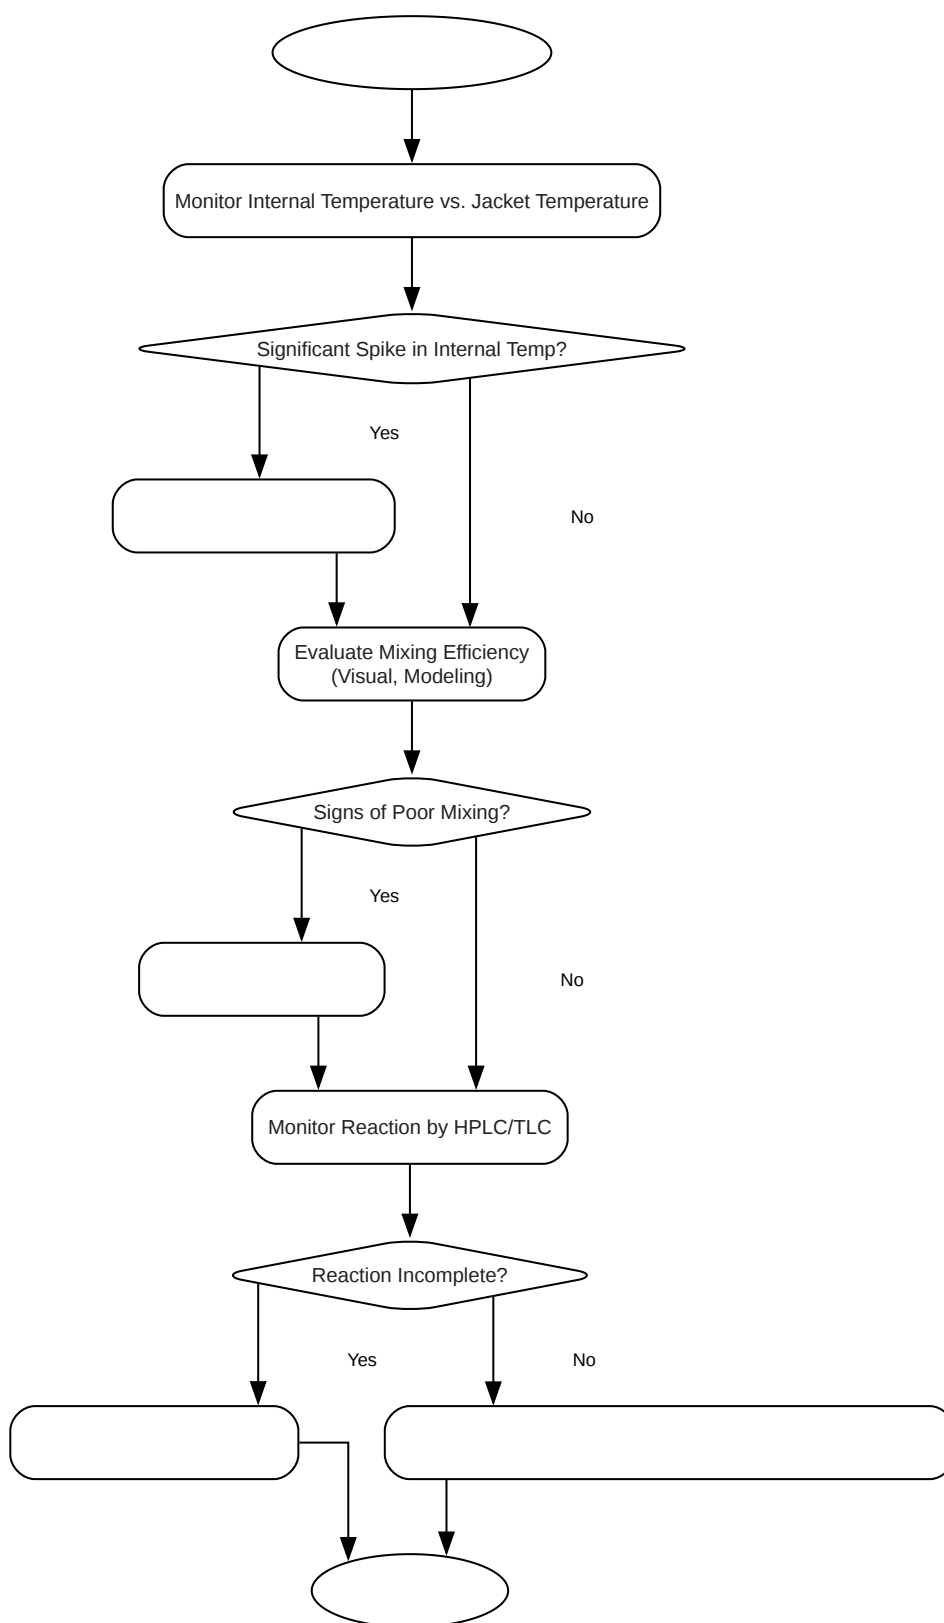 Monitor Internal Temperature vs. Jacket Temperature
Significant Spike in Internal Temp?
Yes
No
Evaluate Mixing Efficiency
(Visual, Modeling)
Signs of Poor Mixing?
Yes
No
Monitor Reaction by HPLC/TLC
Reaction Incomplete?
Yes
No